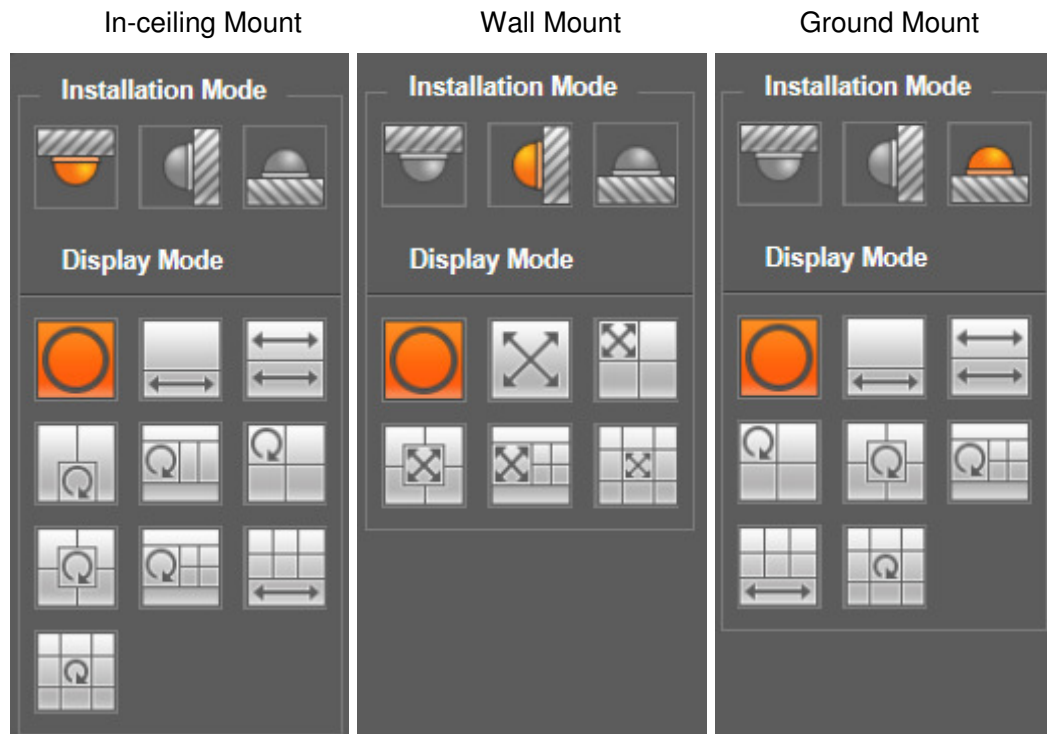 In-ceiling Mount
Wall Mount
Ground Mount
Installation Mode
Display Mode
Installation Mode
Display Mode
Installation Mode
Display Mode